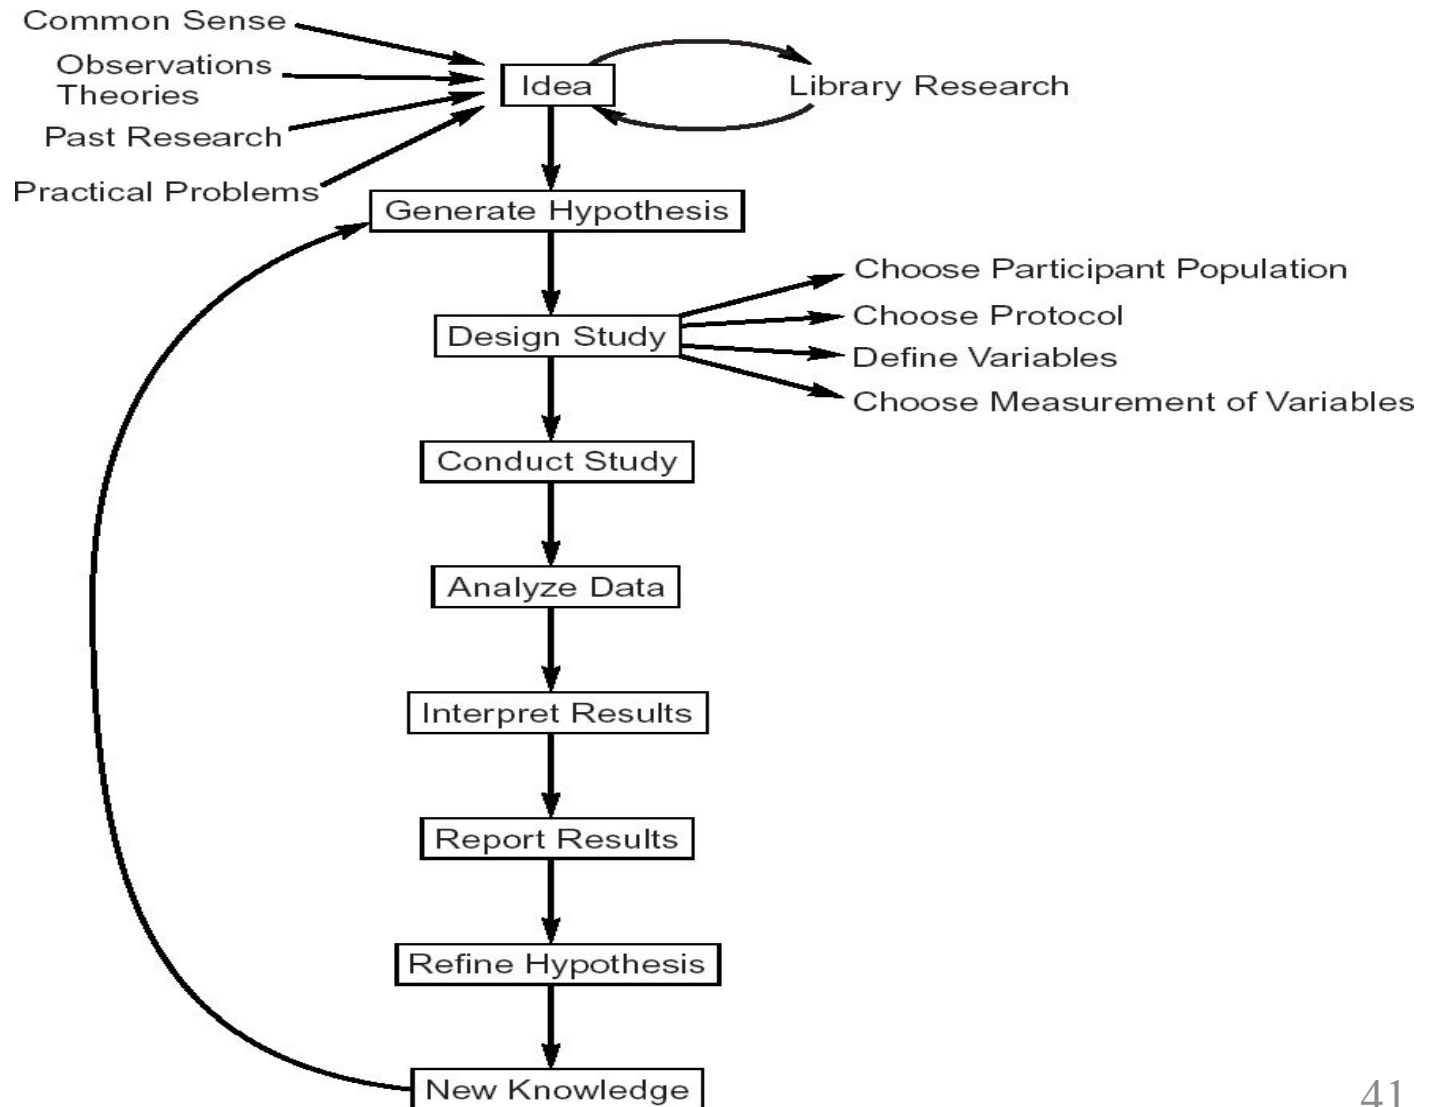 Common Sense
Observations
Theories
Past Research
Practical Problems
Idea
Library Research
Generate Hypothesis
Design Study
Choose Participant Population
Choose Protocol
Define Variables
Choose Measurement of Variables
Conduct Study
Analyze Data
Interpret Results
Report Results
Refine Hypothesis
New Knowledge
41